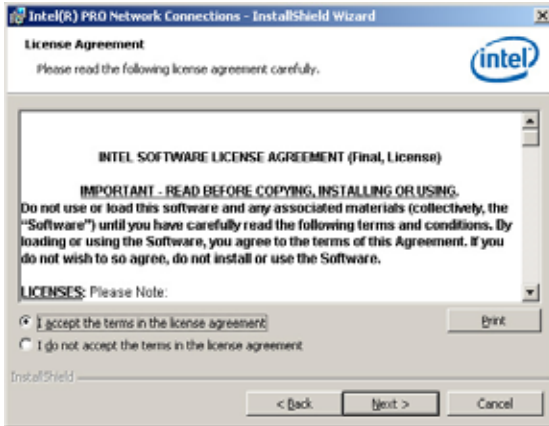 Intel(R) PRO Network Connections - InstallShield Wizard
License Agreement
Please read the following license agreement carefully.
intel
INTEL SOFTWARE LICENSE AGREEMENT (Final, License)
IMPORTANT - READ BEFORE COPYING, INSTALLING OR USING.
Do not use or load this software and any associated materials (collectively, the
"Software") until you have carefully read the following terms and conditions. By
loading or using the Software, you agree to the terms of this Agreement. If you
do not wish to so agree, do not install or use the Software.
LICENSES: Please Note:
I accept the terms in the license agreement
Print
I do not accept the terms in the license agreement
InstallShield
< Back
Next >
Cancel